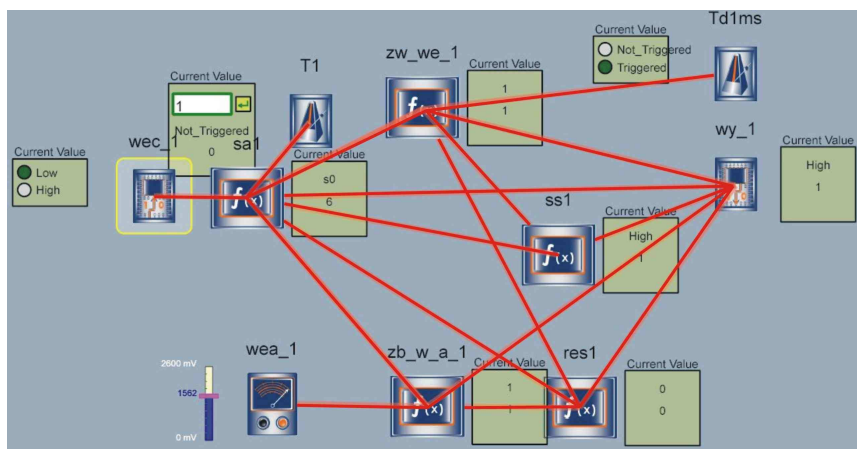 Td1ms
Current Value
Not_Triggered
Triggered
zw_we_1
Current Value
1
1
T1
Current Value
1
Not_Triggered
0
wec_1
sa1
wy_1
Current Value
Low
High
Current Value
s0
6
Current Value
High
1
ss1
Current Value
High
1
f(x)
f(x)
f(x)
wea_1
zb_w_a_1
res1
2600 mV
1562
0 mV
Current Value
1
Current Value
0
0
f(x)
f(x)